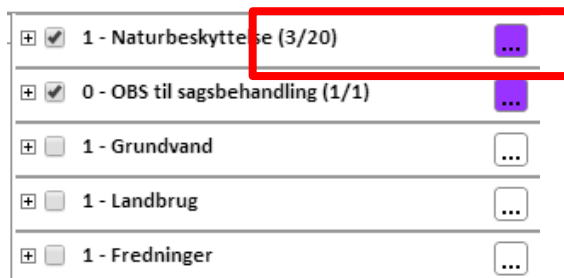 1 - Naturbeskyttelse (3/20) ...
0 - OBS til sagsbehandling (1/1) ...
1 - Grundvand ...
1 - Landbrug ...
1 - Fredninger ...